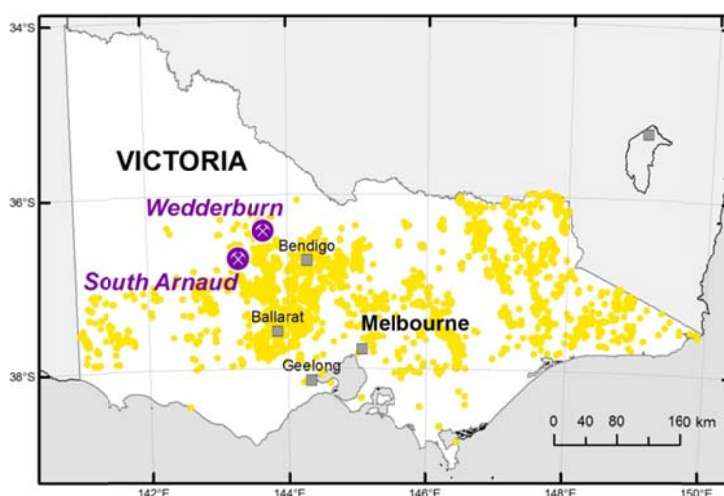 34°S
VICTORIA
36°S
Wedderburn
Bendigo
South Arnaud
Ballarat
Melbourne
Geelong
38°S
0 40 80 160 km
142°E 144°E 146°E 148°E 150°E